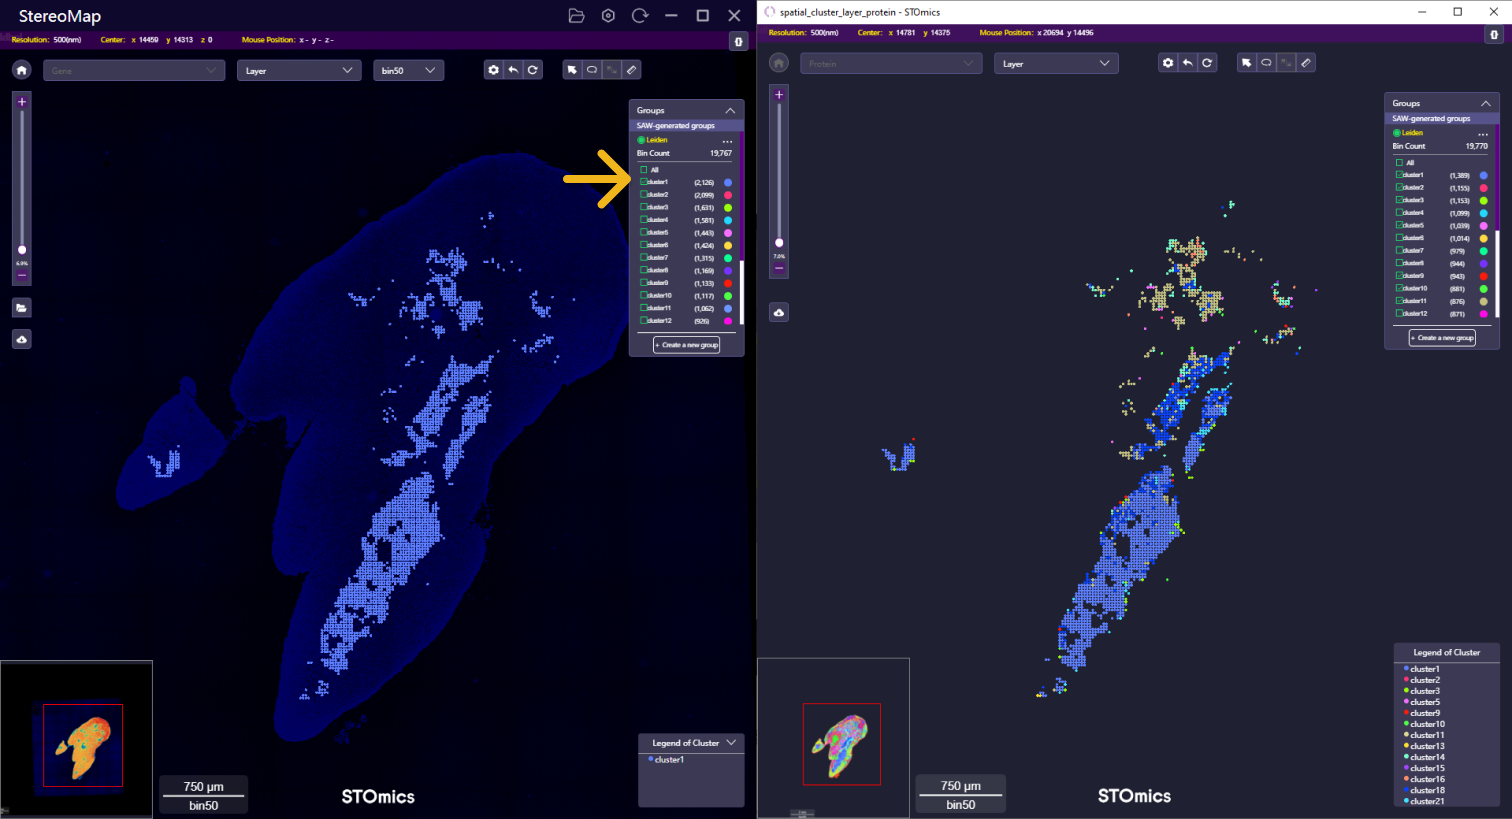 StereoMap
Resolution: 500(nm) Center: x 14459 y 14313 z 0 Mouse Position: x - y - z -
Gene
Layer
bin50
6.9%
Groups
SAW-generated groups
Leiden
Bin Count 19,767
All
cluster1 (2,126)
cluster2 (2,099)
cluster3 (1,631)
cluster4 (1,581)
cluster5 (1,443)
cluster6 (1,424)
cluster7 (1,315)
cluster8 (1,169)
cluster9 (1,133)
cluster10 (1,117)
cluster11 (1,062)
cluster12 (926)
+ Create a new group
Legend of Cluster
cluster1
750 μm
bin50
STOmics
spatial_cluster_layer_protein - STOmics
Resolution: 500(nm) Center: x 14781 y 14375 Mouse Position: x 20694 y 14496
Protein
Layer
7.0%
Groups
SAW-generated groups
Leiden
Bin Count 19,770
All
cluster1 (1,389)
cluster2 (1,155)
cluster3 (1,153)
cluster4 (1,099)
cluster5 (1,039)
cluster6 (1,014)
cluster7 (979)
cluster8 (944)
cluster9 (943)
cluster10 (881)
cluster11 (876)
cluster12 (871)
+ Create a new group
Legend of Cluster
cluster1
cluster2
cluster3
cluster5
cluster9
cluster10
cluster11
cluster13
cluster14
cluster15
cluster16
cluster18
cluster21
750 μm
bin50
STOmics